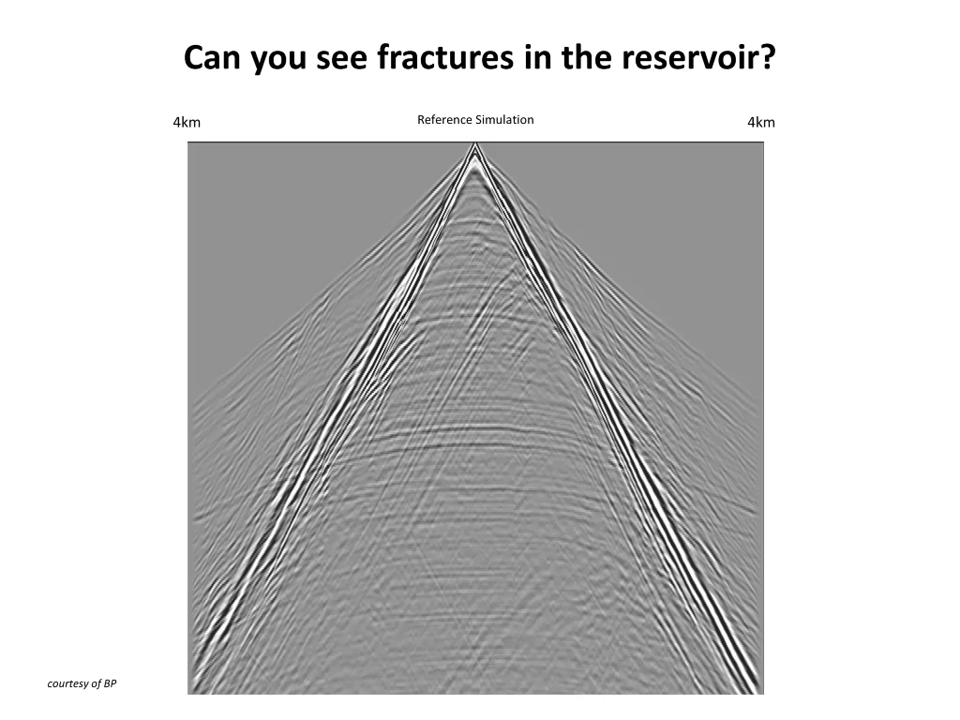 Can you see fractures in the reservoir?
4km Reference Simulation 4km
courtesy of BP